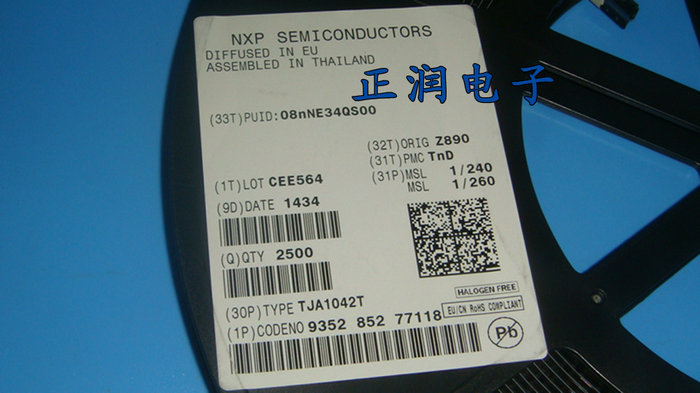 NXP SEMICONDUCTORS
DIFFUSED IN EU
ASSEMBLED IN THAILAND
正润电子
(33T)PUID:08nNE34QS00
(32T)ORIG Z890
(31T)PMC TnD
(31P)MSL 1/240
MSL 1/260
(1T)LOT CEE564
(9D)DATE 1434
(Q)QTY 2500
(30P)TYPE TJA1042T
(1P)CODENO 9352 852 77118
HALOGEN FREE
EU/CN RoHS COMPLIANT
Pb